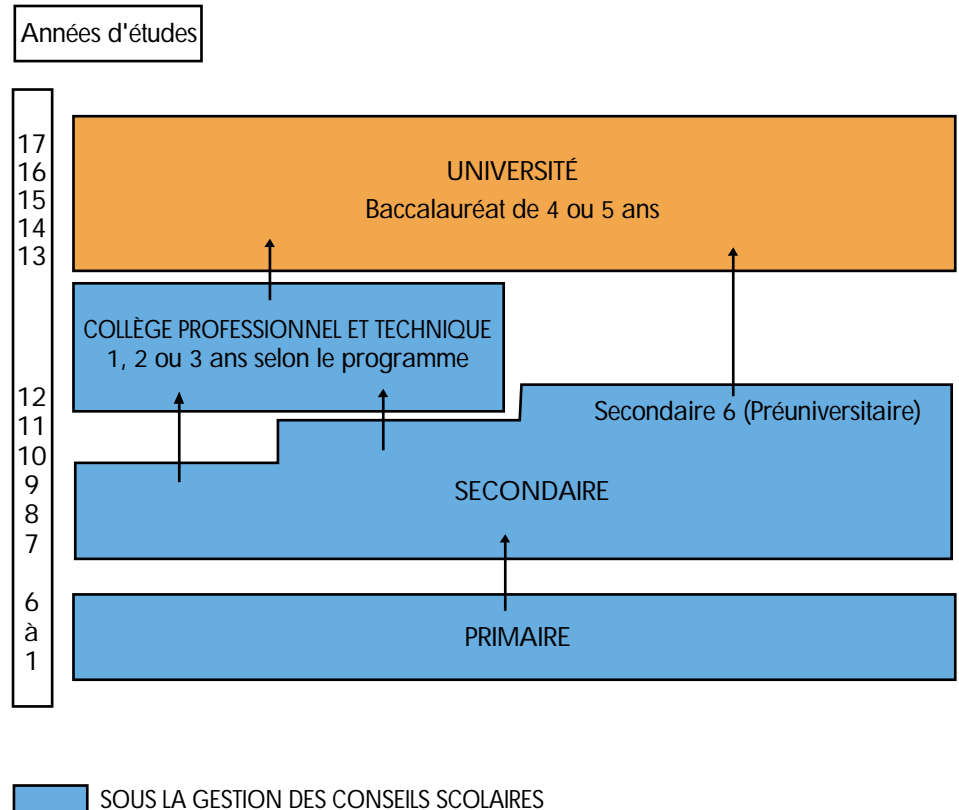 Années d'études
17
16
15
14
13
12
11
10
9
8
7
6
à
1
UNIVERSITÉ
Baccalauréat de 4 ou 5 ans
COLLÈGE PROFESSIONNEL ET TECHNIQUE
1, 2 ou 3 ans selon le programme
Secondaire 6 (Préuniversitaire)
SECONDAIRE
PRIMAIRE
SOUS LA GESTION DES CONSEILS SCOLAIRES